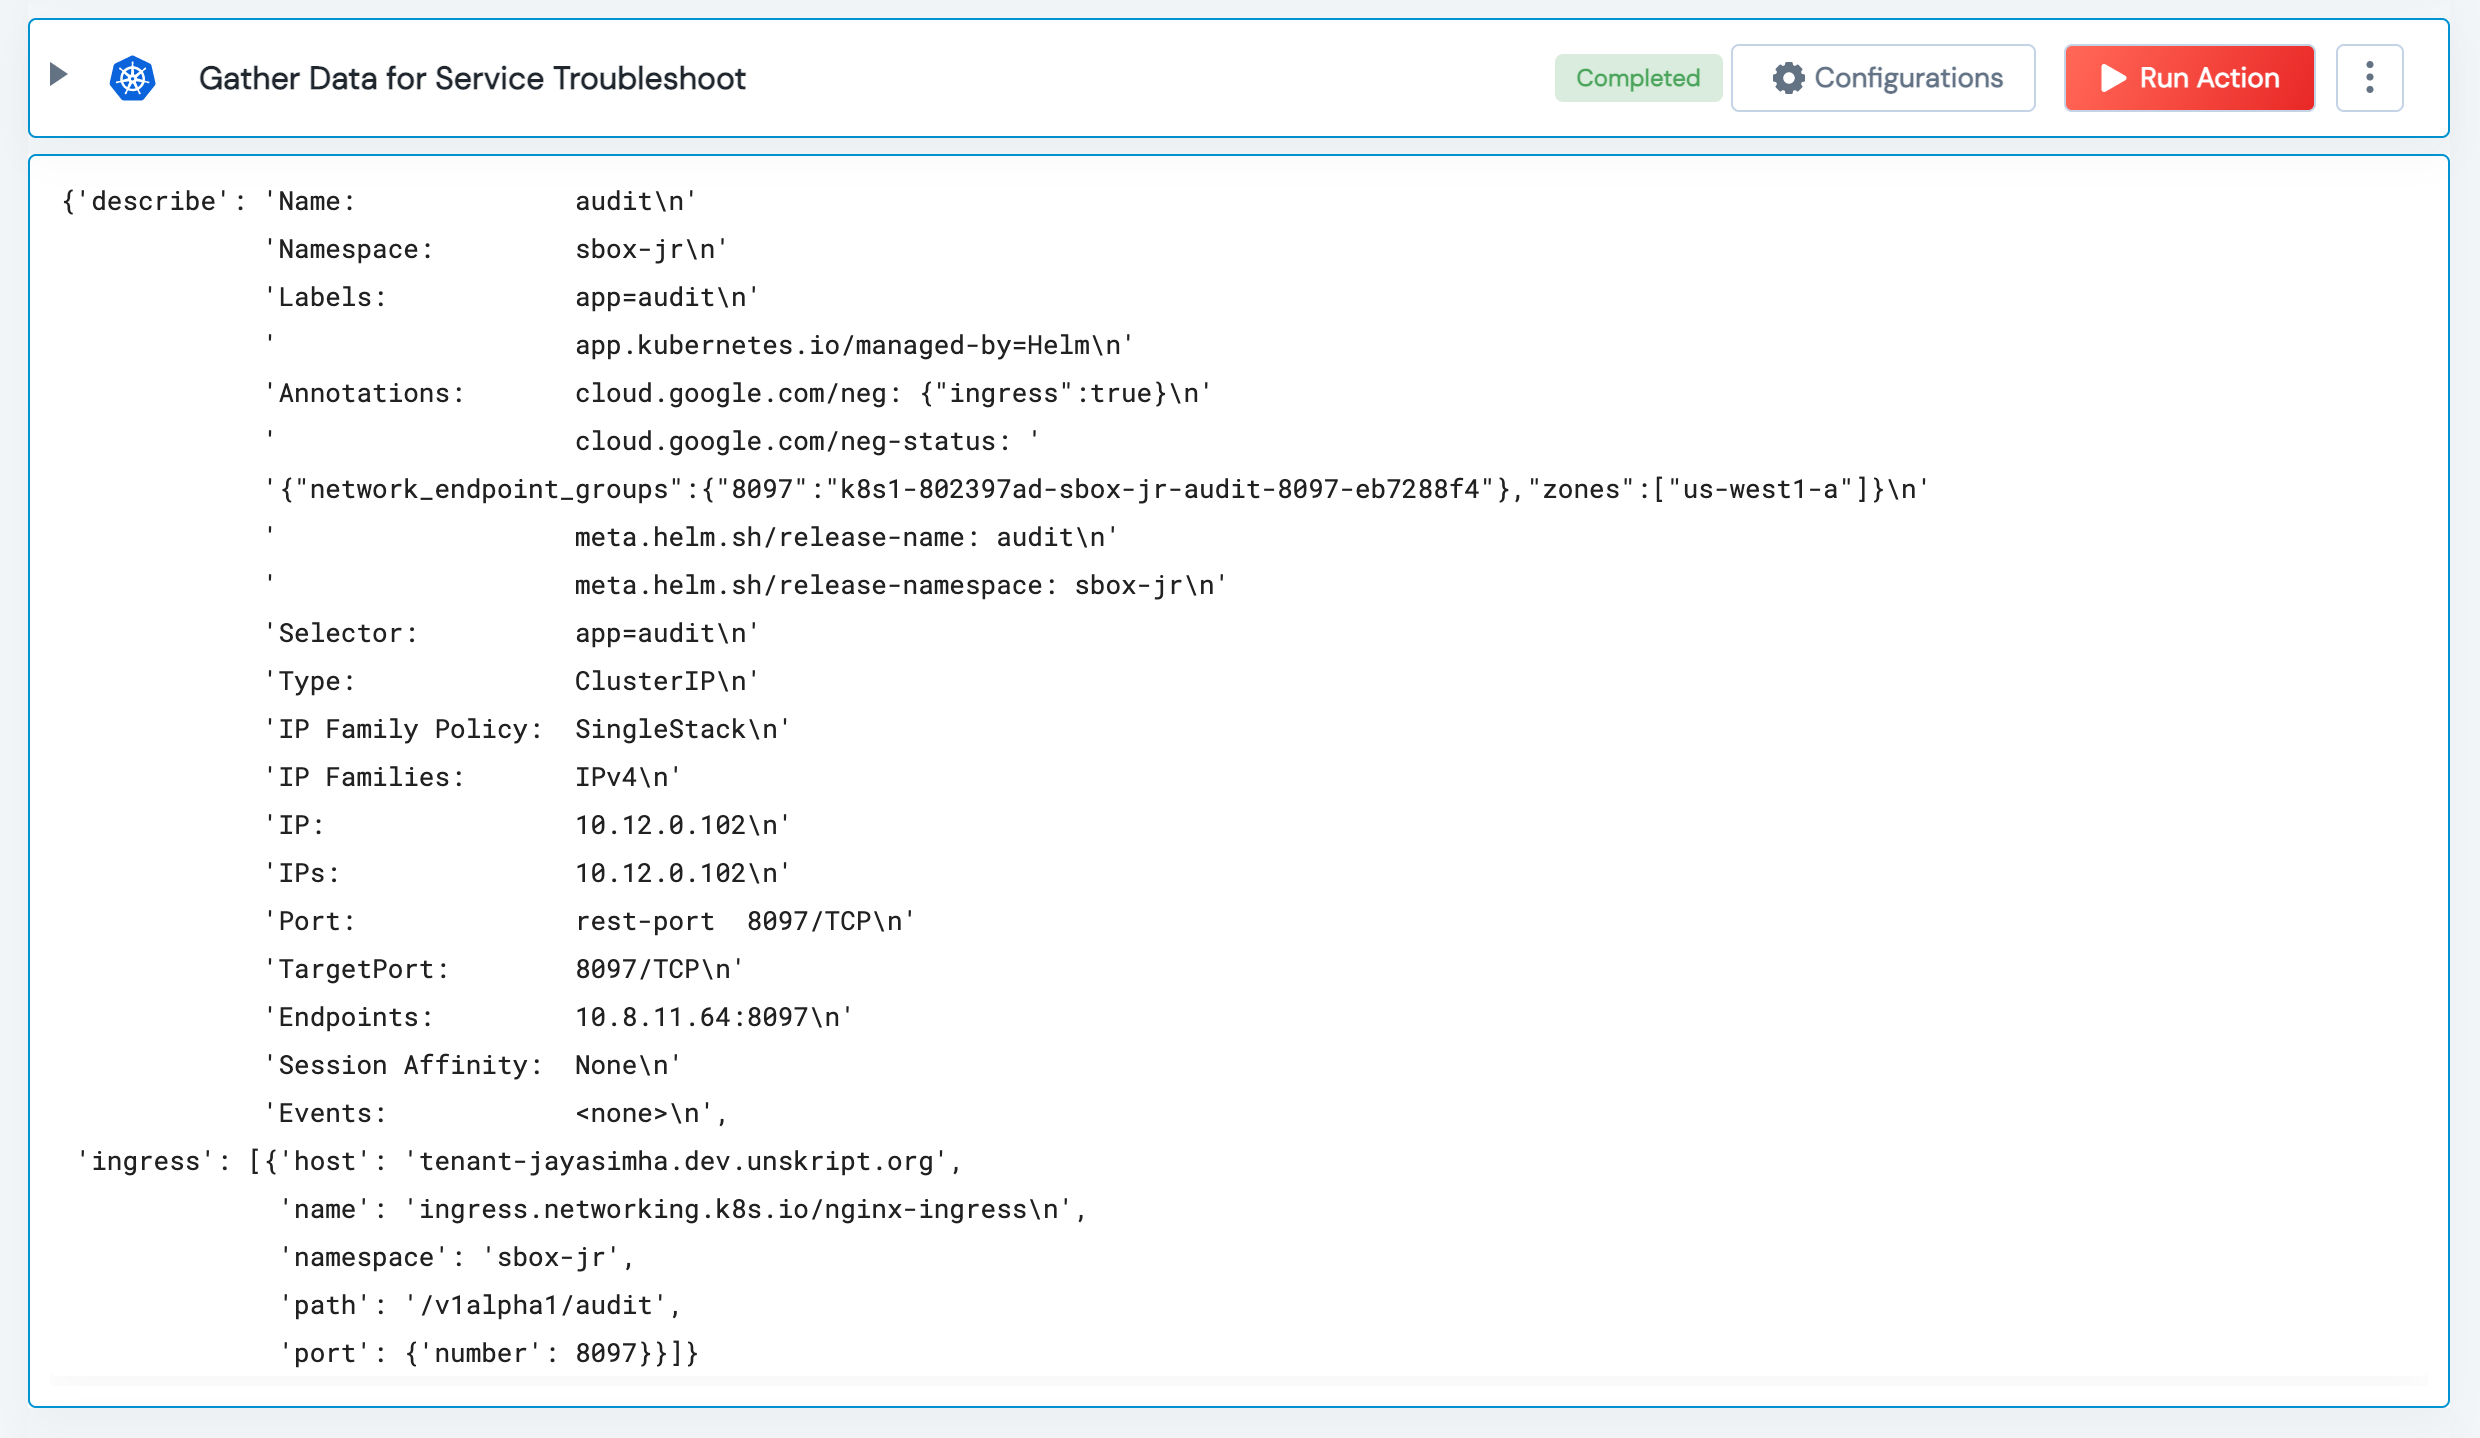 Gather Data for Service Troubleshoot Completed Configurations Run Action
{'describe': 'Name:              audit\n'
             'Namespace:         sbox-jr\n'
             'Labels:            app=audit\n'
             '                   app.kubernetes.io/managed-by=Helm\n'
             'Annotations:       cloud.google.com/neg: {"ingress":true}\n'
             '                   cloud.google.com/neg-status: '
             '{"network_endpoint_groups":{"8097":"k8s1-802397ad-sbox-jr-audit-8097-eb7288f4"},"zones":["us-west1-a"]}\n'
             '                   meta.helm.sh/release-name: audit\n'
             '                   meta.helm.sh/release-namespace: sbox-jr\n'
             'Selector:          app=audit\n'
             'Type:              ClusterIP\n'
             'IP Family Policy:  SingleStack\n'
             'IP Families:       IPv4\n'
             'IP:                10.12.0.102\n'
             'IPs:               10.12.0.102\n'
             'Port:              rest-port  8097/TCP\n'
             'TargetPort:        8097/TCP\n'
             'Endpoints:         10.8.11.64:8097\n'
             'Session Affinity:  None\n'
             'Events:            <none>\n',
 'ingress': [{'host': 'tenant-jayasimha.dev.unskript.org',
              'name': 'ingress.networking.k8s.io/nginx-ingress\n',
              'namespace': 'sbox-jr',
              'path': '/v1alpha1/audit',
              'port': {'number': 8097}}]}